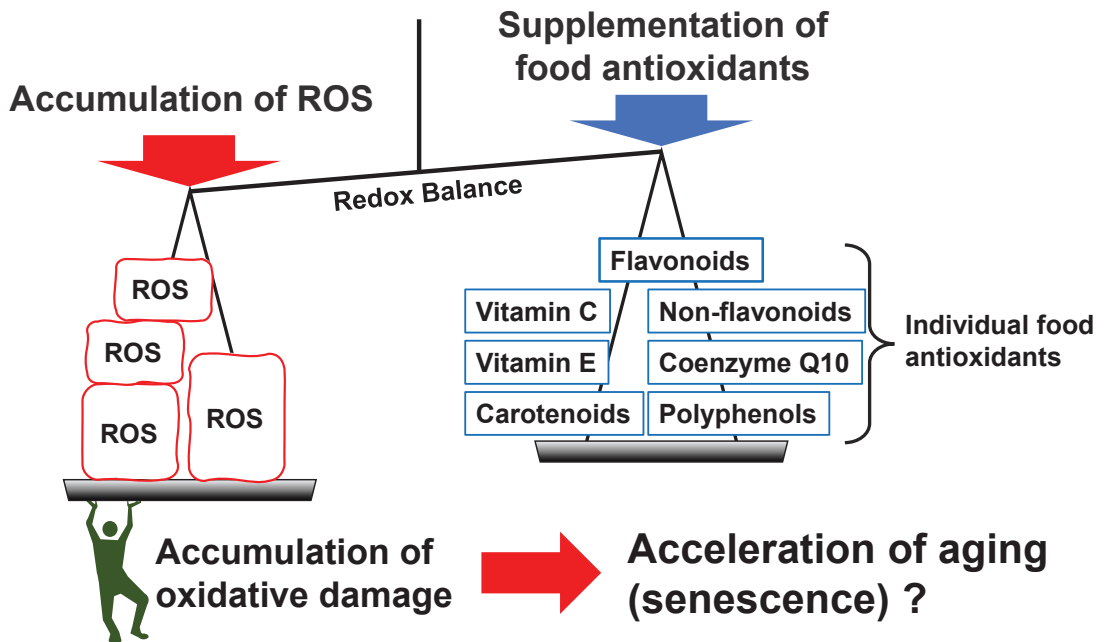 Supplementation of
food antioxidants
Accumulation of ROS
Redox Balance
ROS
ROS
ROS
ROS
Flavonoids
Vitamin C
Non-flavonoids
Vitamin E
Coenzyme Q10
Carotenoids
Polyphenols
Individual food
antioxidants
Accumulation of
oxidative damage
Acceleration of aging
(senescence) ?